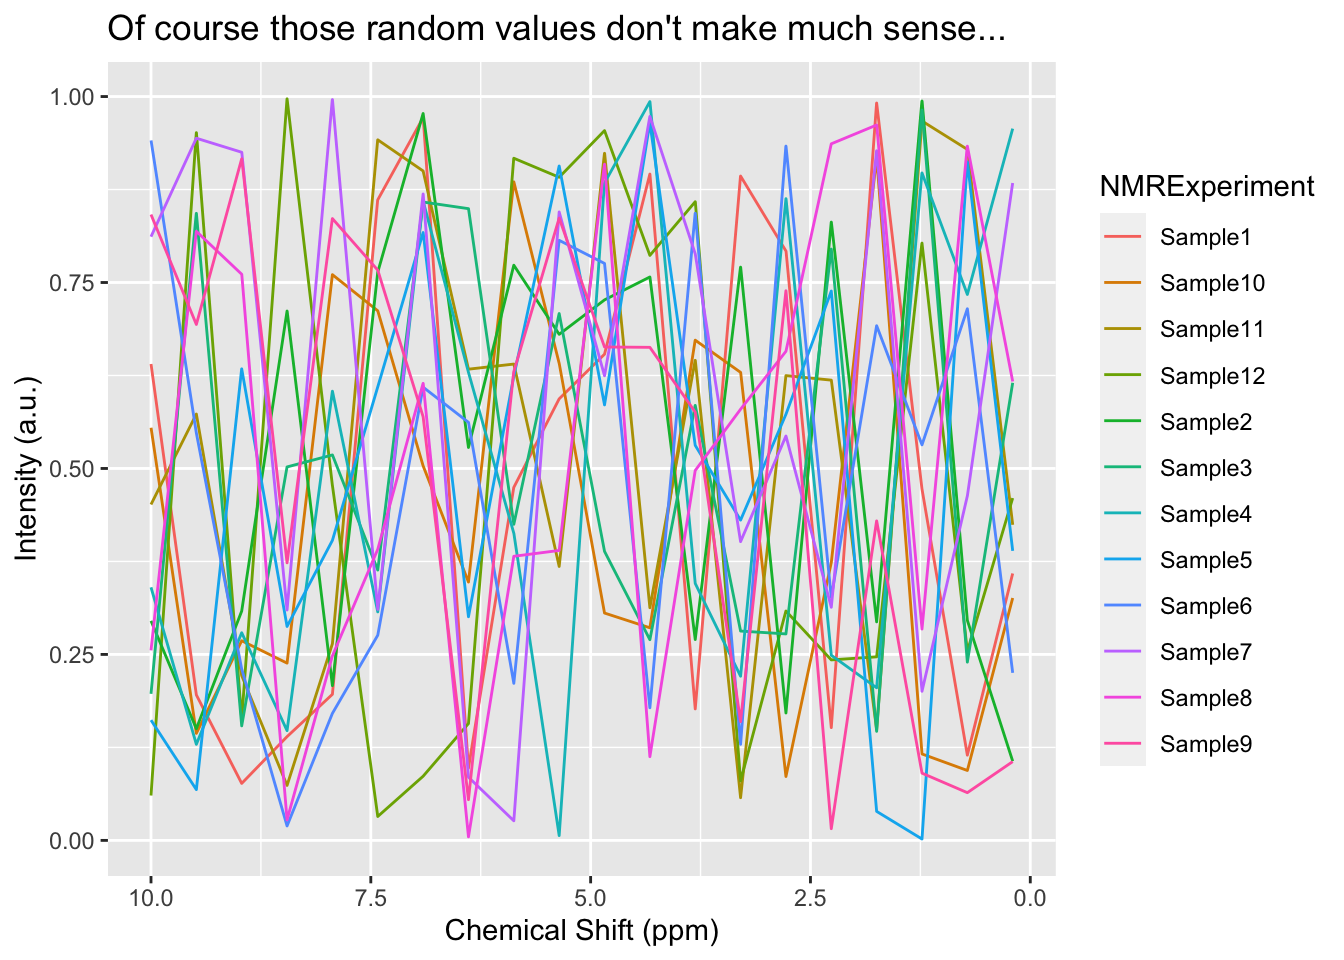 Of course those random values don't make much sense...
1.00
0.75
0.50
0.25
0.00
Intensity (a.u.)
10.0 7.5 5.0 2.5 0.0
Chemical Shift (ppm)
NMRExperiment
Sample1
Sample10
Sample11
Sample12
Sample2
Sample3
Sample4
Sample5
Sample6
Sample7
Sample8
Sample9